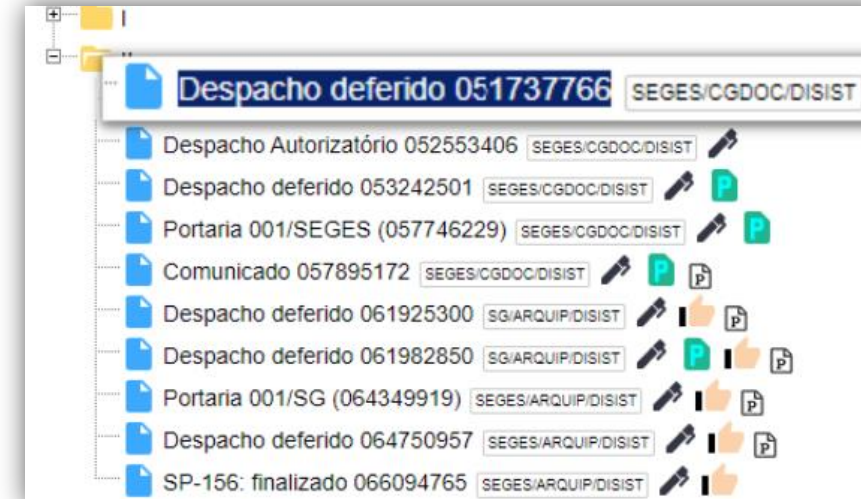 I
Despacho deferido 051737766 SEGES/CGDOC/DISIST
Despacho Autorizatório 052553406 SEGES/CGDOC/DISIST
Despacho deferido 053242501 SEGES/CGDOC/DISIST P
Portaria 001/SEGES (057746229) SEGES/CGDOC/DISIST P
Comunicado 057895172 SEGES/CGDOC/DISIST P P
Despacho deferido 061925300 SG/ARQUIP/DISIST P
Despacho deferido 061982850 SG/ARQUIP/DISIST P P
Portaria 001/SG (064349919) SEGES/ARQUIP/DISIST P
Despacho deferido 064750957 SEGES/ARQUIP/DISIST P
SP-156: finalizado 066094765 SEGES/ARQUIP/DISIST